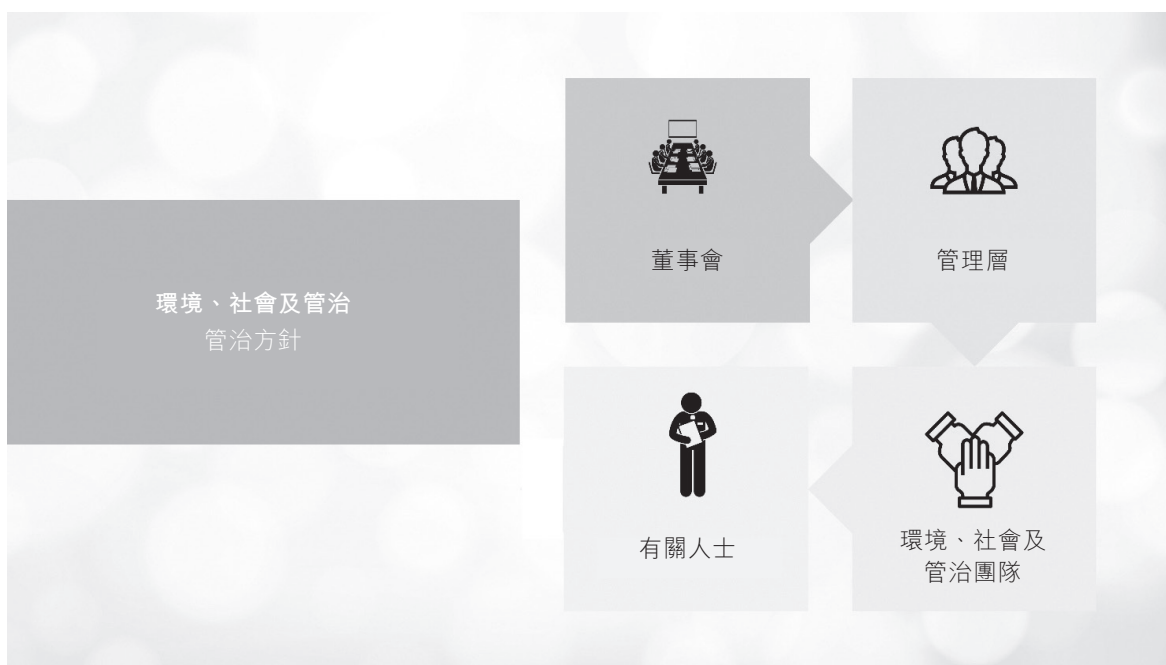 環境、社會及管治
管治方針
董事會
管理層
有關人士
環境、社會及
管治團隊